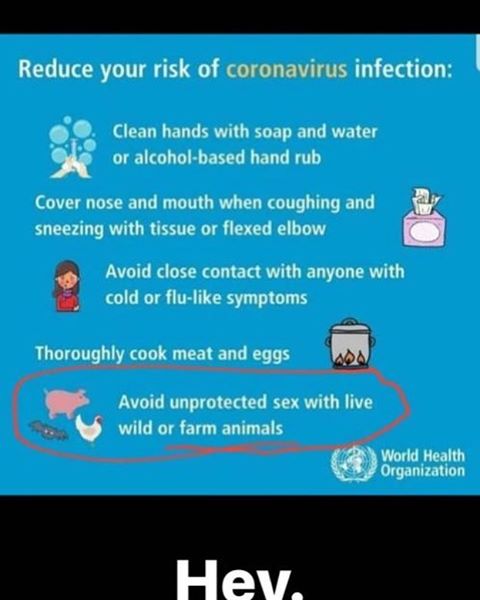 Reduce your risk of coronavirus infection:
Clean hands with soap and water
or alcohol-based hand rub
Cover nose and mouth when coughing and
sneezing with tissue or flexed elbow
Avoid close contact with anyone with
cold or flu-like symptoms
Thoroughly cook meat and eggs
Avoid unprotected sex with live
wild or farm animals
World Health
Organization
Hey.